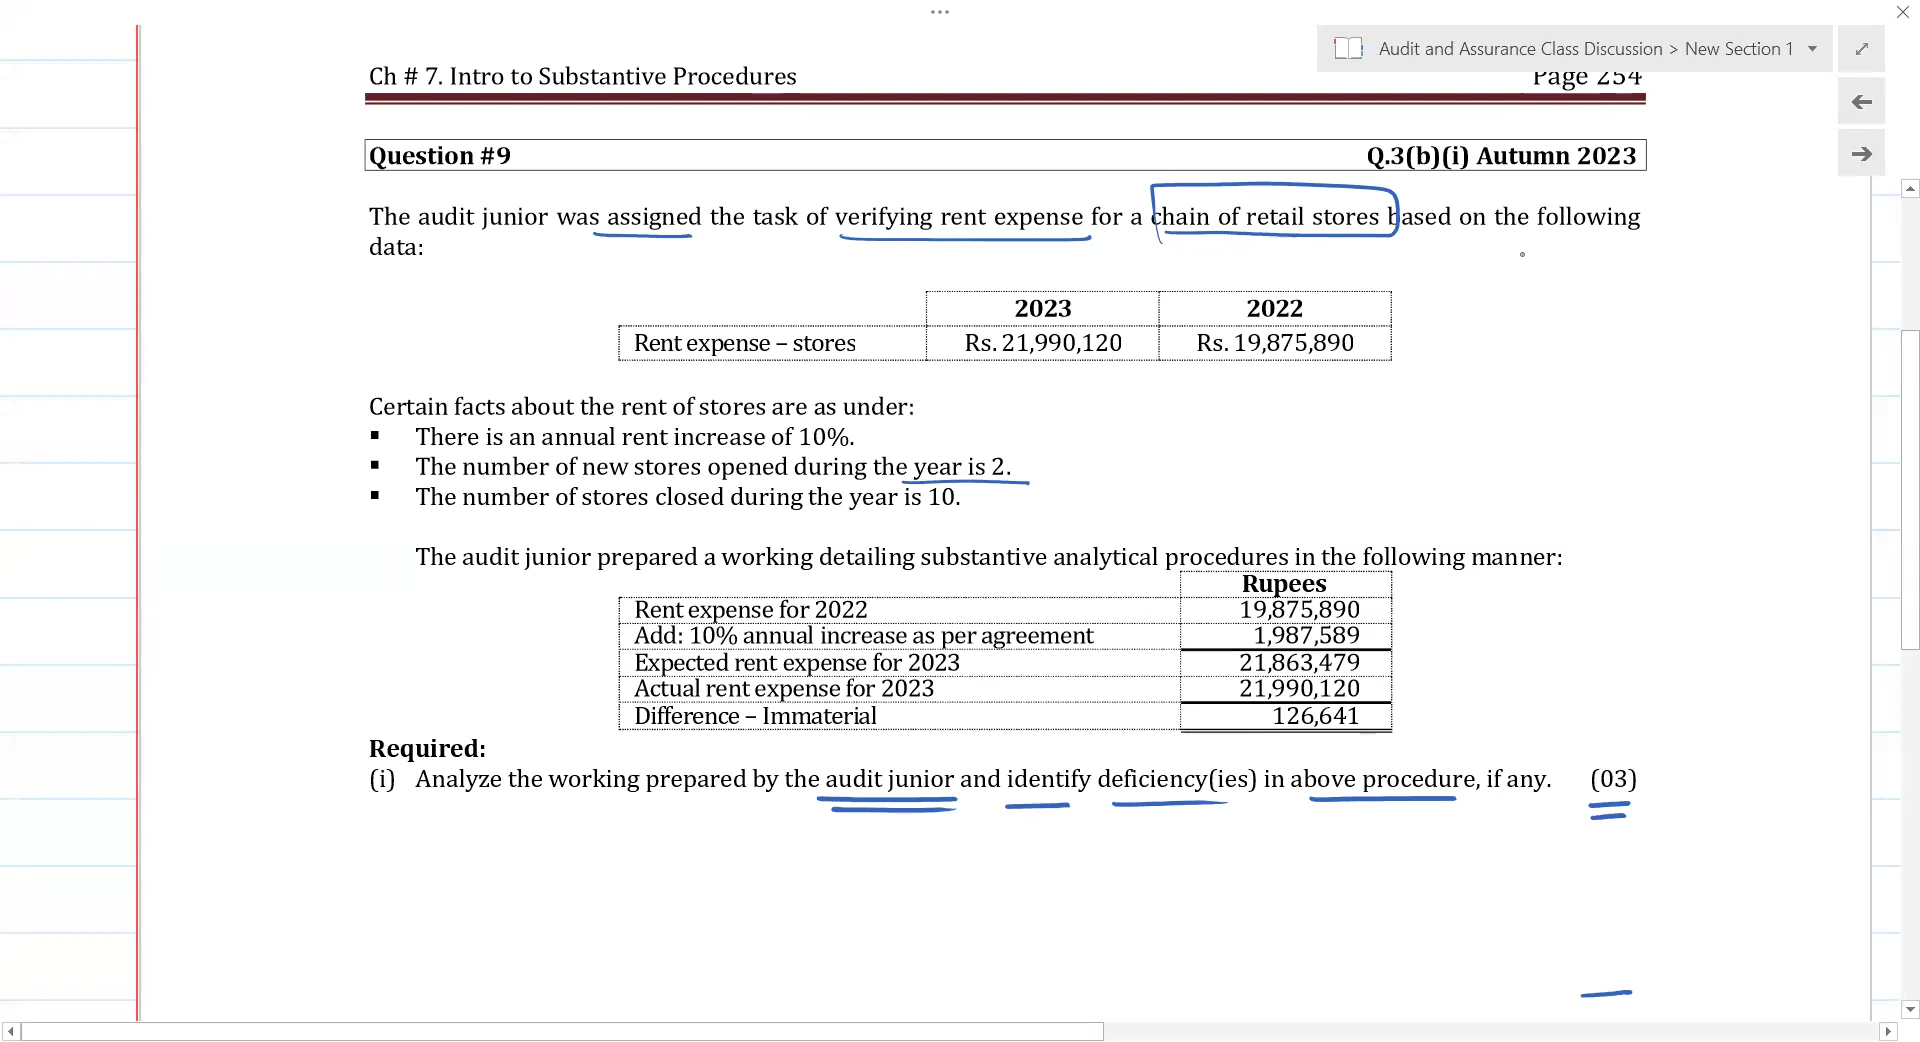 Audit and Assurance Class Discussion > New Section 1
Ch # 7. Intro to Substantive Procedures Page 254
Question #9 Q.3(b)(i) Autumn 2023
The audit junior was assigned the task of verifying rent expense for a chain of retail stores based on the following
data:
2023 2022
Rent expense – stores Rs. 21,990,120 Rs. 19,875,890
Certain facts about the rent of stores are as under:
▪ There is an annual rent increase of 10%.
▪ The number of new stores opened during the year is 2.
▪ The number of stores closed during the year is 10.
The audit junior prepared a working detailing substantive analytical procedures in the following manner:
Rupees
Rent expense for 2022 19,875,890
Add: 10% annual increase as per agreement 1,987,589
Expected rent expense for 2023 21,863,479
Actual rent expense for 2023 21,990,120
Difference – Immaterial 126,641
Required:
(i) Analyze the working prepared by the audit junior and identify deficiency(ies) in above procedure, if any. (03)